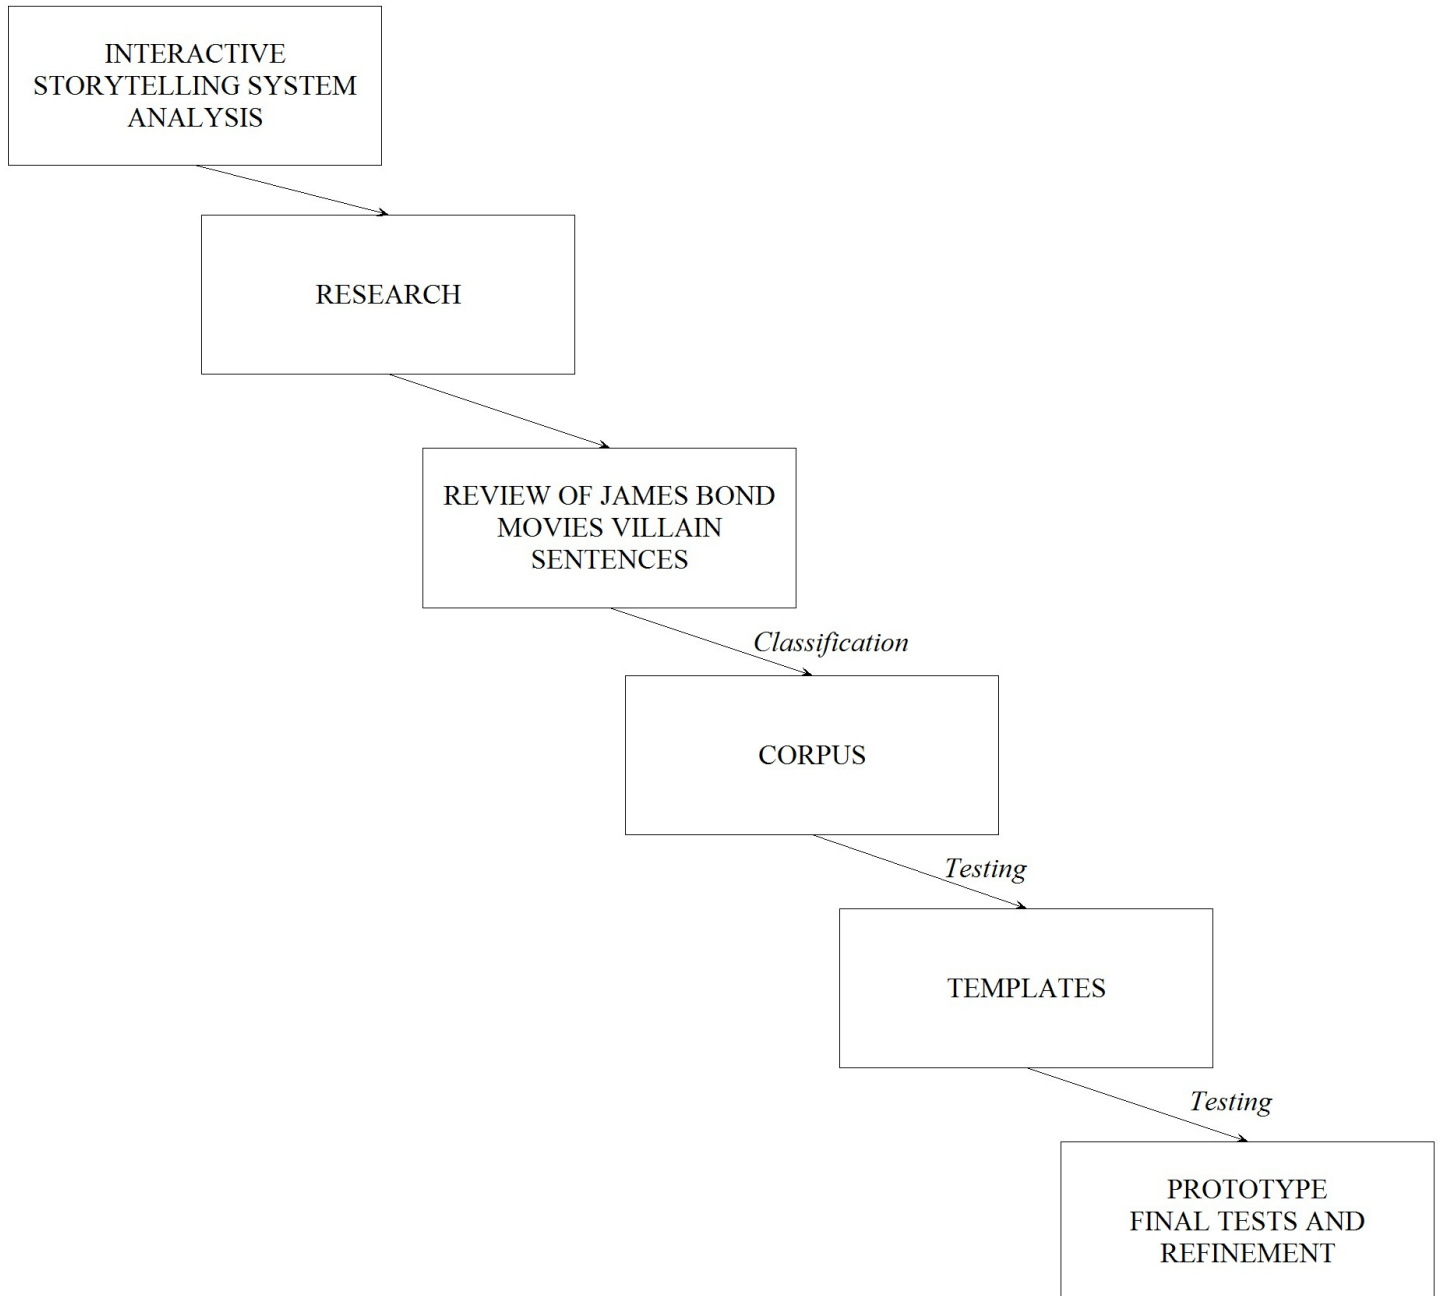 INTERACTIVE
STORYTELLING SYSTEM
ANALYSIS
RESEARCH
REVIEW OF JAMES BOND
MOVIES VILLAIN
SENTENCES
Classification
CORPUS
Testing
TEMPLATES
Testing
PROTOTYPE
FINAL TESTS AND
REFINEMENT